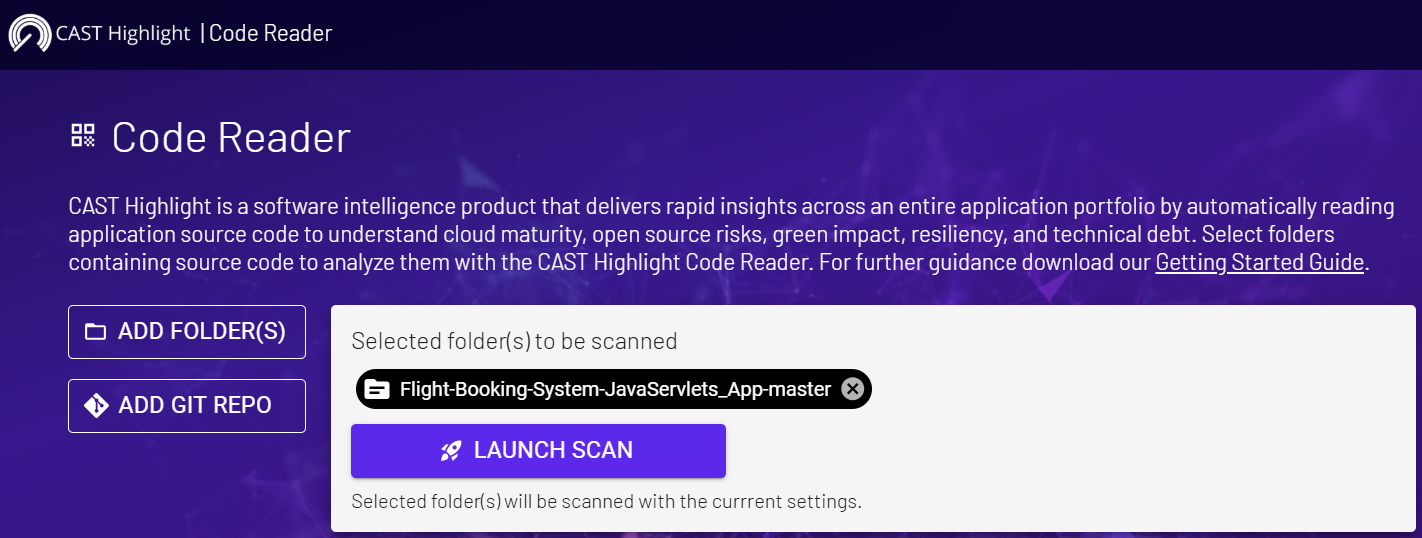 CAST Highlight | Code Reader
Code Reader
CAST Highlight is a software intelligence product that delivers rapid insights across an entire application portfolio by automatically reading
application source code to understand cloud maturity, open source risks, green impact, resiliency, and technical debt. Select folders
containing source code to analyze them with the CAST Highlight Code Reader. For further guidance download our Getting Started Guide.
ADD FOLDER(S)
ADD GIT REPO
Selected folder(s) to be scanned
Flight-Booking-System-JavaServlets_App-master
LAUNCH SCAN
Selected folder(s) will be scanned with the currrent settings.